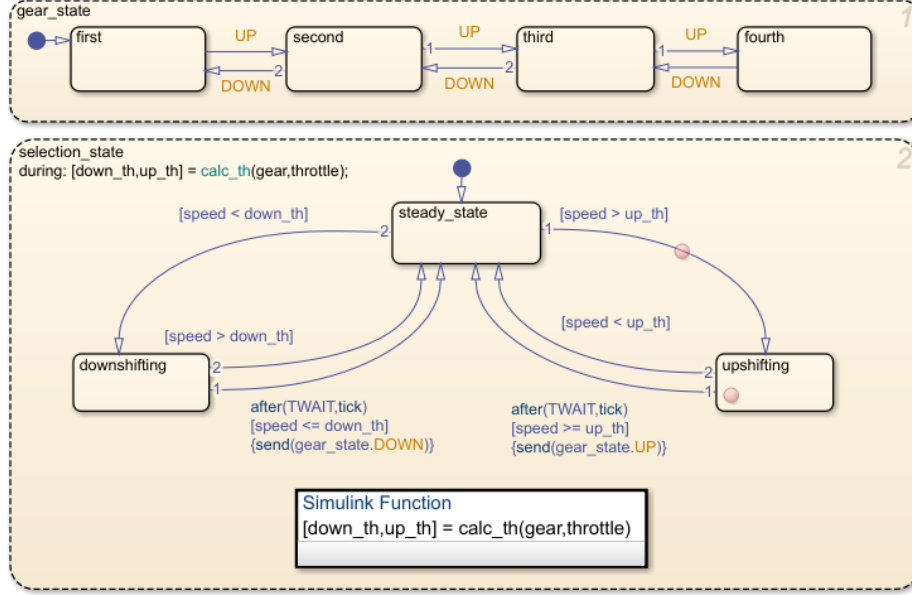 gear_state
1
first
UP
DOWN
2
second
1
UP
DOWN
2
third
1
UP
DOWN
fourth
selection_state
2
during: [down_th,up_th] = calc_th(gear,throttle);
[speed < down_th]
2
steady_state
1
[speed > up_th]
[speed > down_th]
[speed < up_th]
downshifting
2
1
2
1
upshifting
after(TWAIT,tick)
[speed <= down_th]
{send(gear_state.DOWN)}
after(TWAIT,tick)
[speed >= up_th]
{send(gear_state.UP)}
Simulink Function
[down_th,up_th] = calc_th(gear,throttle)